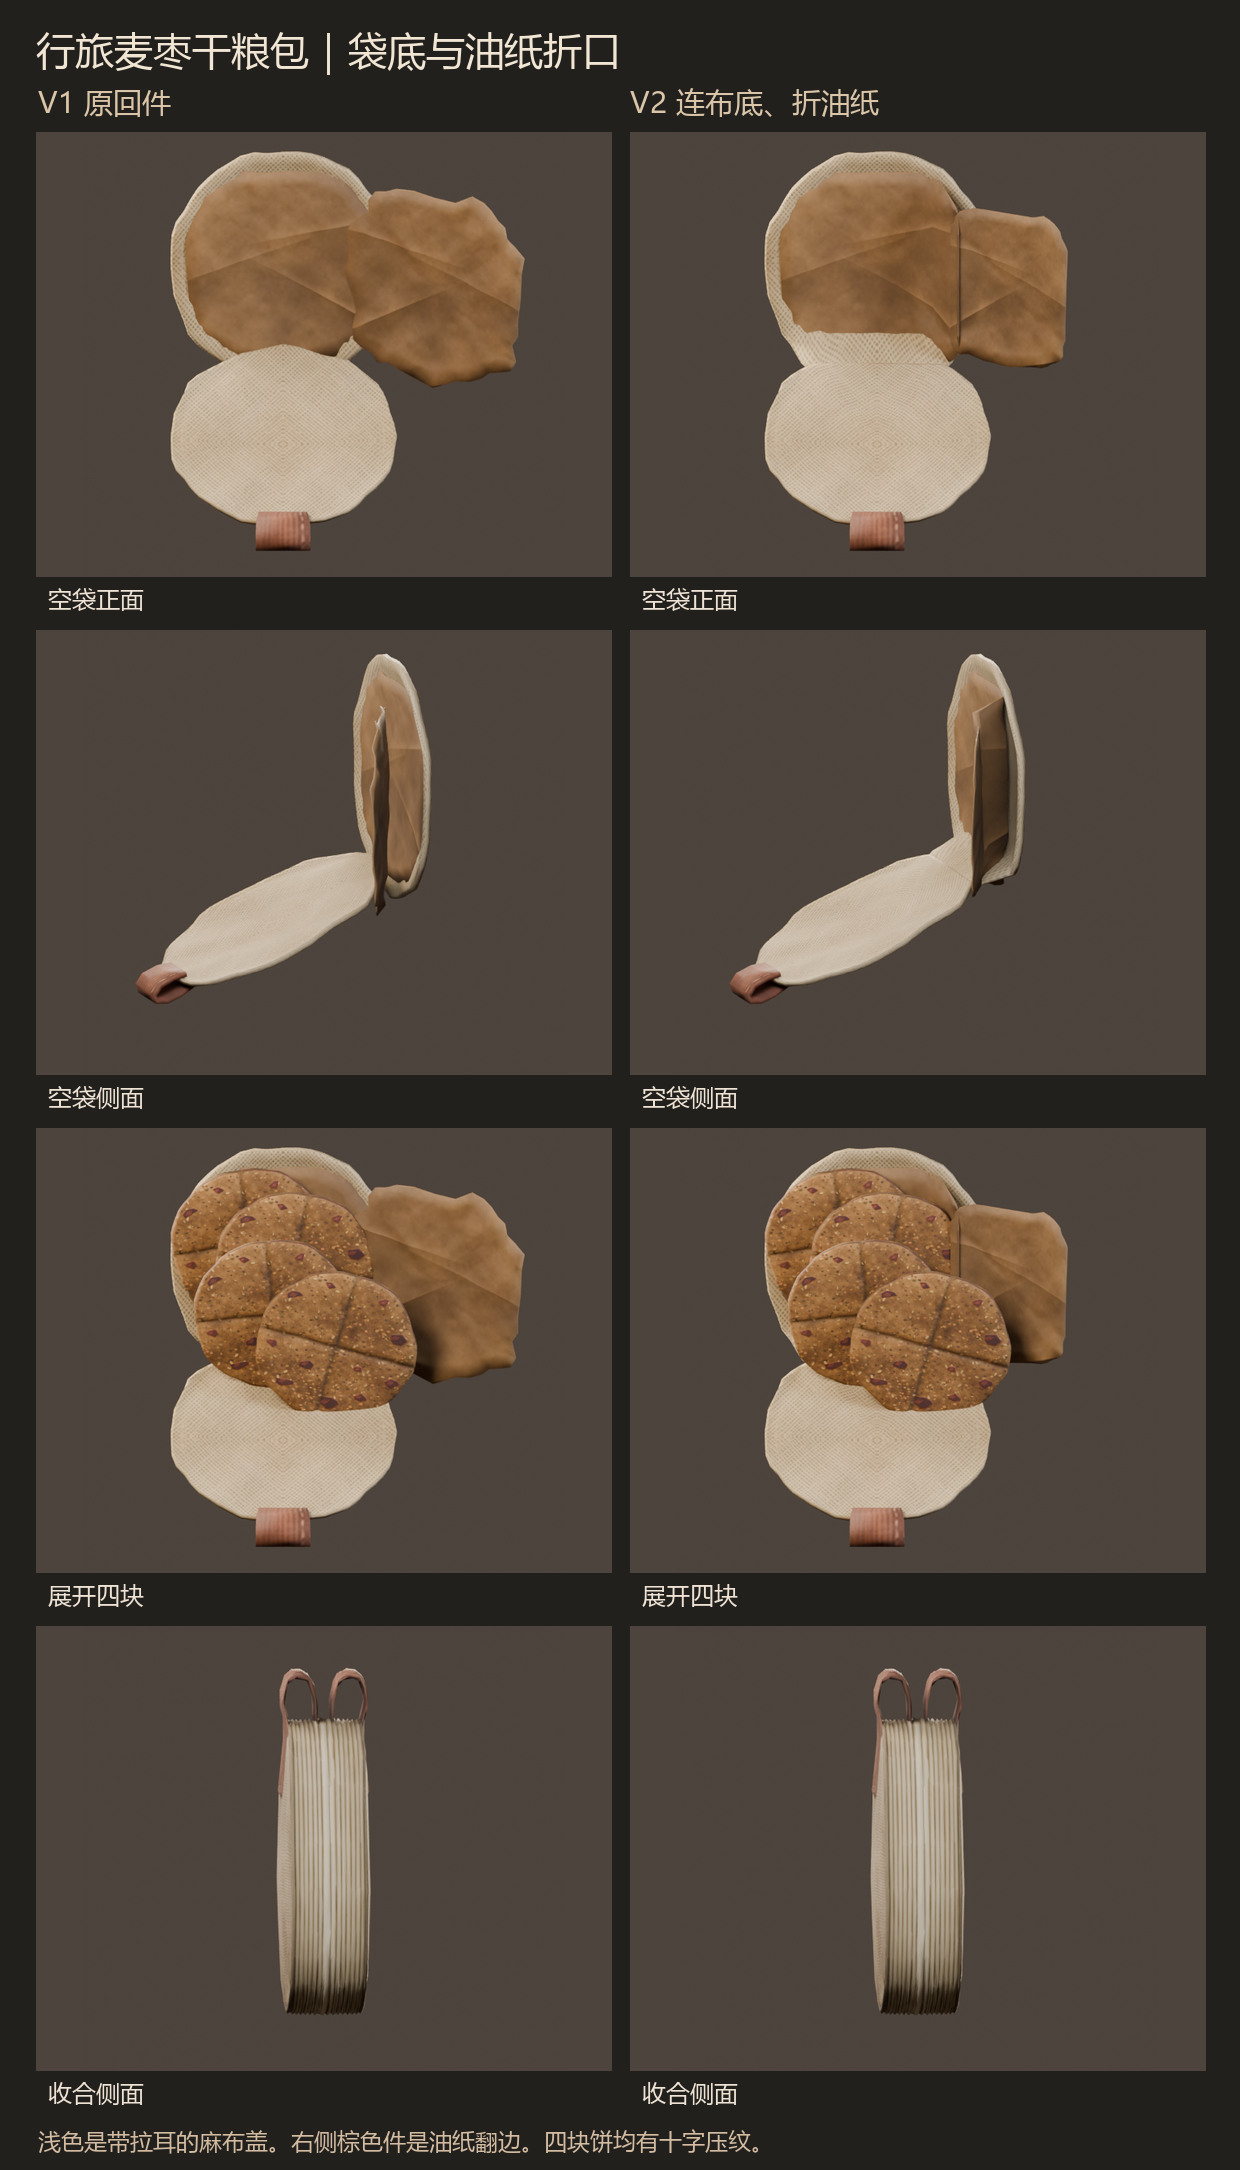 行旅麦枣干粮包｜袋底与油纸折口
V1 原回件
V2 连布底、折油纸
空袋正面
空袋正面
空袋侧面
空袋侧面
展开四块
展开四块
收合侧面
收合侧面
浅色是带拉耳的麻布盖。右侧棕色件是油纸翻边。四块饼均有十字压纹。